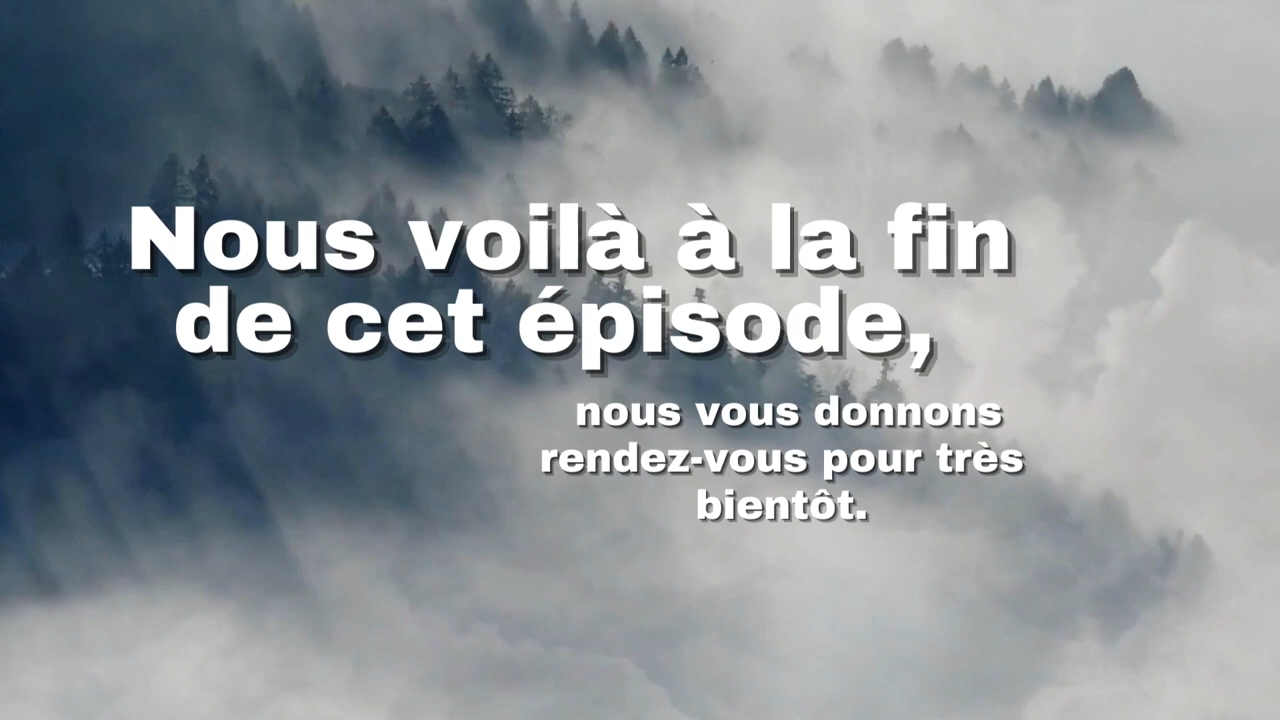 Nous voilà à la fin
de cet épisode,
nous vous donnons
rendez-vous pour très
bientôt.